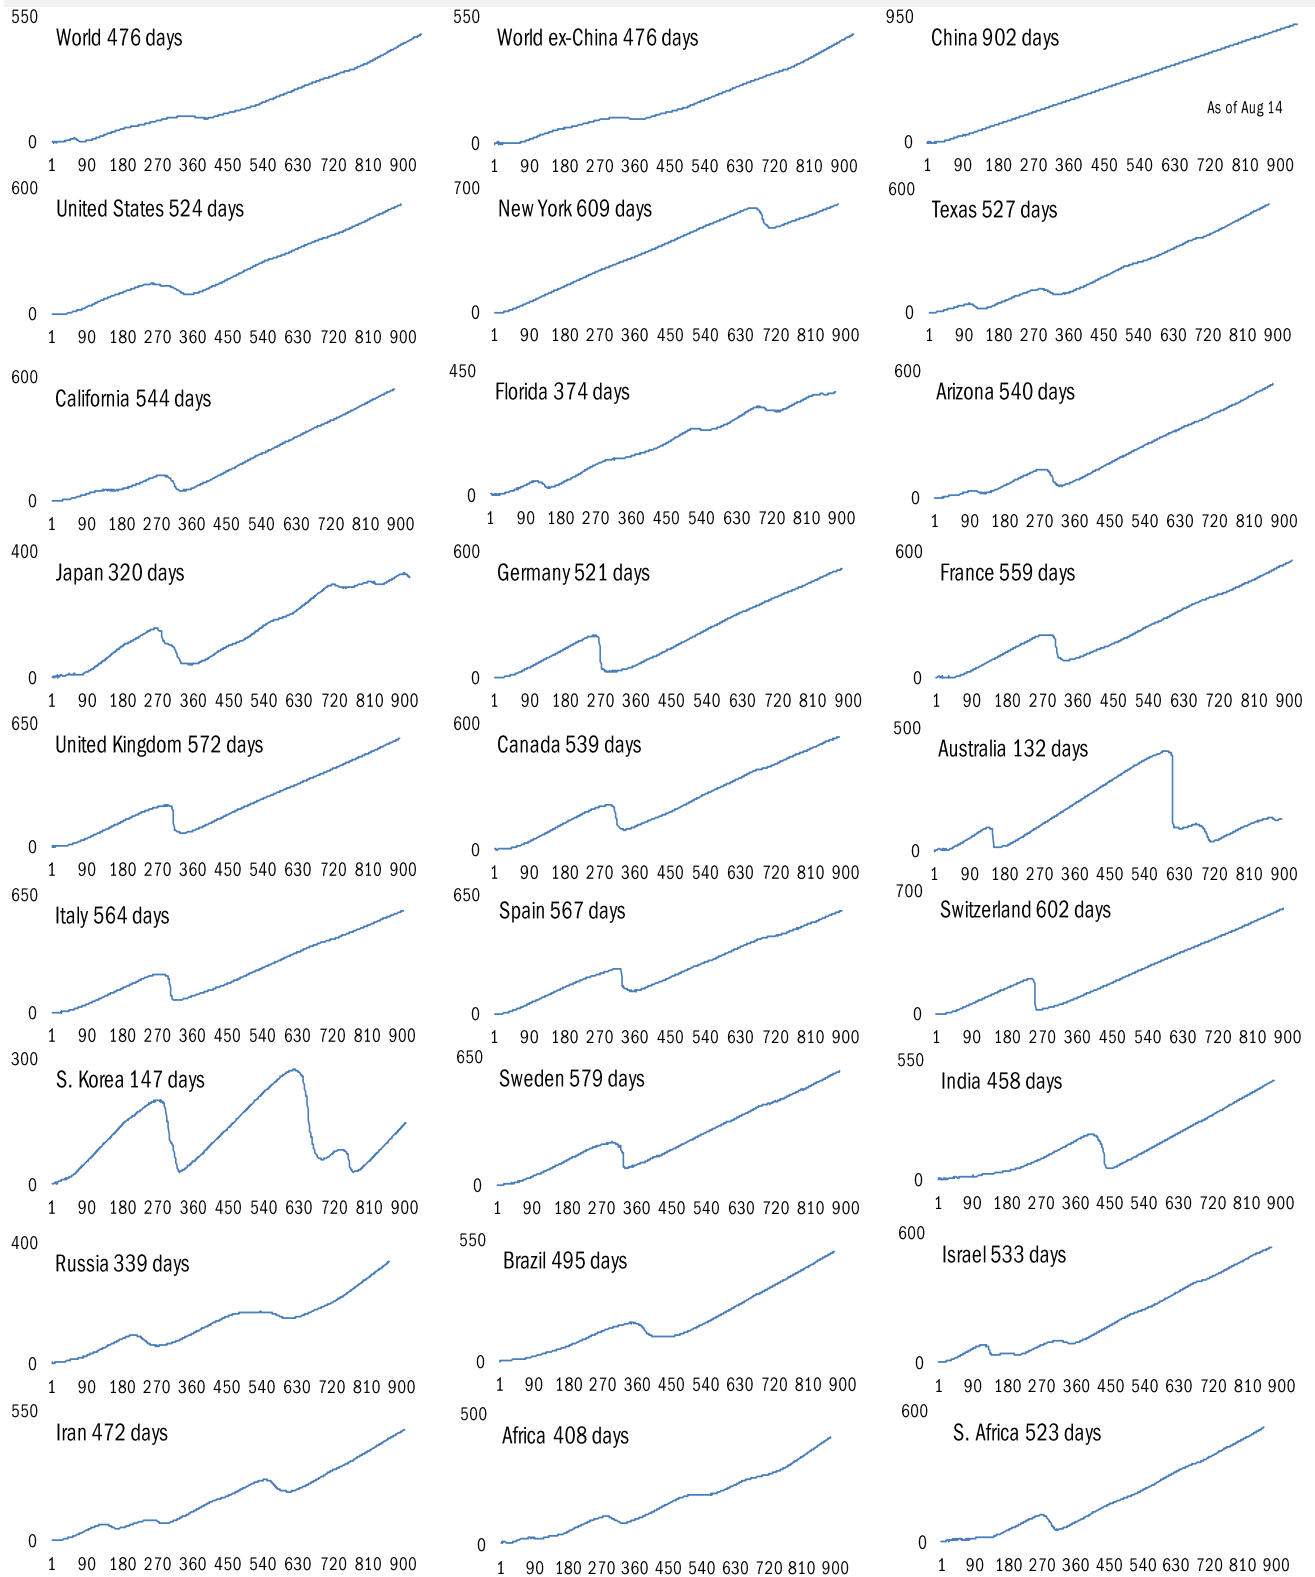 550 550 950
World 476 days World ex-China 476 days China 902 days
As of Aug 14
0 0 0
1 90 180 270 360 450 540 630 720 810 900 1 90 180 270 360 450 540 630 720 810 900 1 90 180 270 360 450 540 630 720 810 900
600 700 600
United States 524 days New York 609 days Texas 527 days
0 0 0
1 90 180 270 360 450 540 630 720 810 900 1 90 180 270 360 450 540 630 720 810 900 1 90 180 270 360 450 540 630 720 810 900
600 450 600
California 544 days Florida 374 days Arizona 540 days
0 0 0
1 90 180 270 360 450 540 630 720 810 900 1 90 180 270 360 450 540 630 720 810 900 1 90 180 270 360 450 540 630 720 810 900
400 600 600
Japan 320 days Germany 521 days France 559 days
0 0 0
1 90 180 270 360 450 540 630 720 810 900 1 90 180 270 360 450 540 630 720 810 900 1 90 180 270 360 450 540 630 720 810 900
650 600 500
United Kingdom 572 days Canada 539 days Australia 132 days
0 0 0
1 90 180 270 360 450 540 630 720 810 900 1 90 180 270 360 450 540 630 720 810 900 1 90 180 270 360 450 540 630 720 810 900
650 650 700
Italy 564 days Spain 567 days Switzerland 602 days
0 0 0
1 90 180 270 360 450 540 630 720 810 900 1 90 180 270 360 450 540 630 720 810 900 1 90 180 270 360 450 540 630 720 810 900
300 650 550
S. Korea 147 days Sweden 579 days India 458 days
0 0 0
1 90 180 270 360 450 540 630 720 810 900 1 90 180 270 360 450 540 630 720 810 900 1 90 180 270 360 450 540 630 720 810 900
400 550 600
Russia 339 days Brazil 495 days Israel 533 days
0 0 0
1 90 180 270 360 450 540 630 720 810 900 1 90 180 270 360 450 540 630 720 810 900 1 90 180 270 360 450 540 630 720 810 900
550 500 600
Iran 472 days Africa 408 days S. Africa 523 days
0 0 0
1 90 180 270 360 450 540 630 720 810 900 1 90 180 270 360 450 540 630 720 810 900 1 90 180 270 360 450 540 630 720 810 900